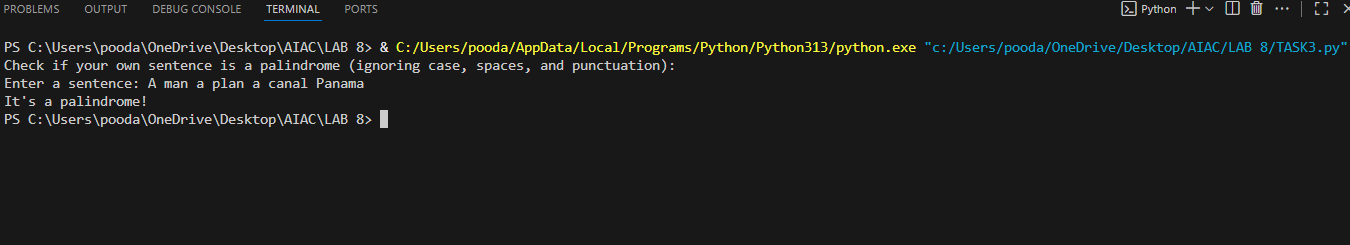 PROBLEMS OUTPUT DEBUG CONSOLE TERMINAL PORTS Python
PS C:\Users\pooda\OneDrive\Desktop\AIAC\LAB 8> & C:/Users/pooda/AppData/Local/Programs/Python/Python313/python.exe "c:/Users/pooda/OneDrive/Desktop/AIAC/LAB 8/TASK3.py"
Check if your own sentence is a palindrome (ignoring case, spaces, and punctuation):
Enter a sentence: A man a plan a canal Panama
It's a palindrome!
PS C:\Users\pooda\OneDrive\Desktop\AIAC\LAB 8>